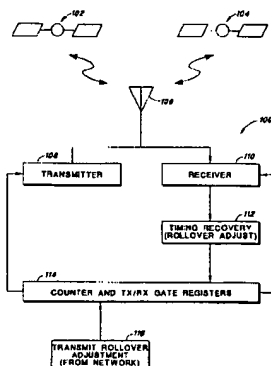 102
104
106
TRANSMITTER
108
RECEIVER
110
TIMING RECOVERY
(ROLLOVER ADJUST)
112
114
COUNTER AND TX/RX GATE REGISTERS
116
TRANSMIT ROLLOVER
ADJUSTMENT
(FROM NETWORK)